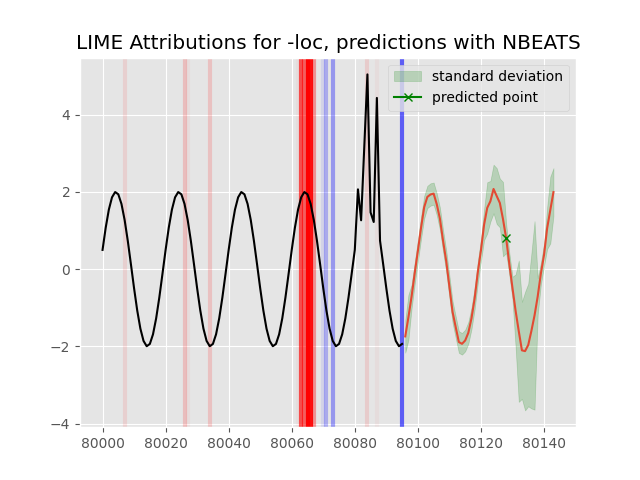 LIME Attributions for -loc, predictions with NBEATS
standard deviation
predicted point
4
2
0
−2
−4
80000 80020 80040 80060 80080 80100 80120 80140